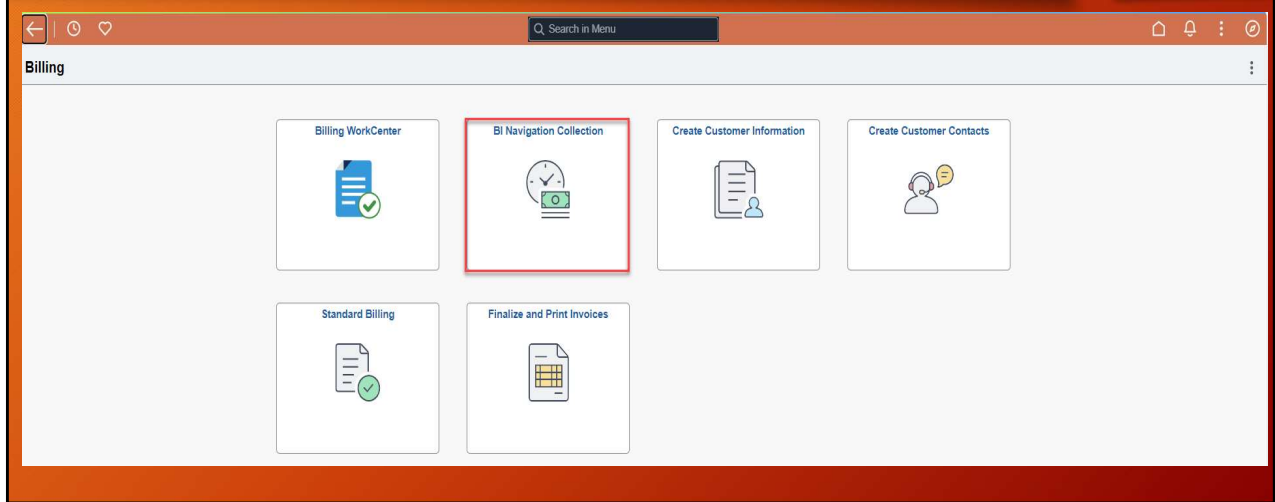 Search in Menu
Billing
Billing WorkCenter
BI Navigation Collection
Create Customer Information
Create Customer Contacts
Standard Billing
Finalize and Print Invoices